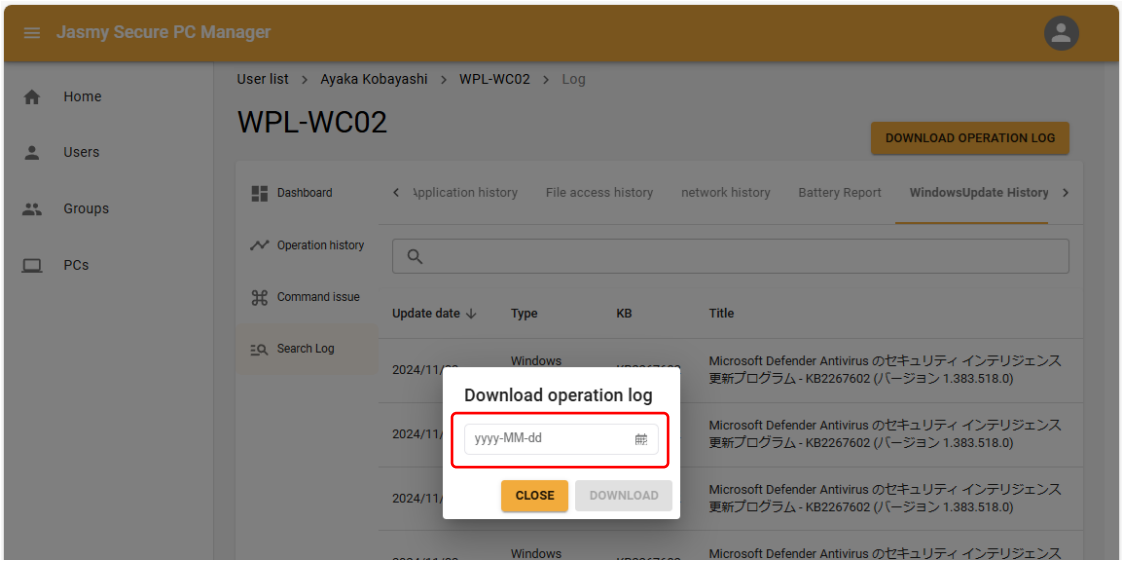 Jasmy Secure PC Manager
User list > Ayaka Kobayashi > WPL-WC02 > Log
Home
WPL-WC02
DOWNLOAD OPERATION LOG
Users
Dashboard
Application history File access history network history Battery Report WindowsUpdate History
Groups
Operation history
PCs
Command issue
Update date Type KB Title
Search Log
2024/11/ Windows Microsoft Defender Antivirus のセキュリティ インテリジェンス
更新プログラム - KB2267602 (バージョン 1.383.518.0)
Download operation log
yyyy-MM-dd
2024/11/ Microsoft Defender Antivirus のセキュリティ インテリジェンス
更新プログラム - KB2267602 (バージョン 1.383.518.0)
CLOSE DOWNLOAD
2024/11/ Microsoft Defender Antivirus のセキュリティ インテリジェンス
更新プログラム - KB2267602 (バージョン 1.383.518.0)
Windows Microsoft Defender Antivirus のセキュリティ インテリジェンス